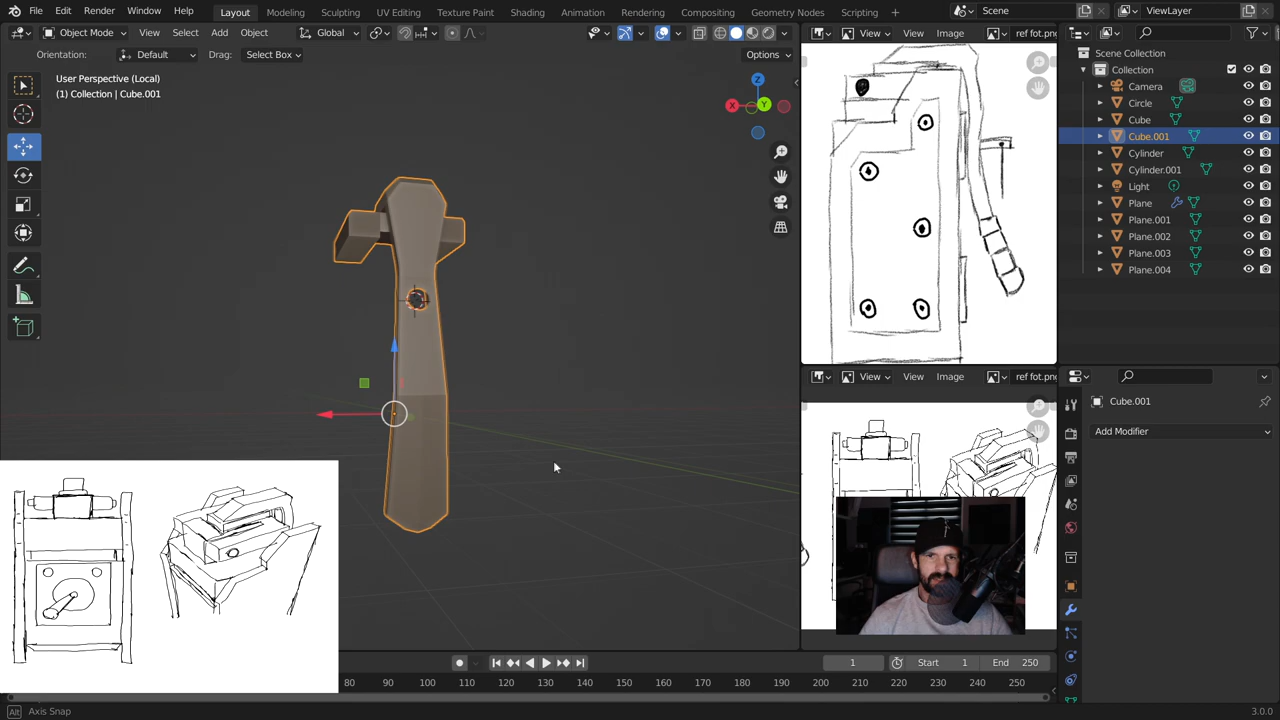 File Edit Render Window Help Layout Modeling Sculpting UV Editing Texture Paint Shading Animation Rendering Compositing Geometry Nodes Scripting Scene ViewLayer
Object Mode View Select Add Object Global View Image ref fot.png
Orientation: Default Drag: Select Box Options
User Perspective (Local)
(1) Collection | Cube.001
Z
X
Y
Scene Collection
Collection
Camera
Circle
Cube
Cube.001
Cylinder
Cylinder.001
Light
Plane
Plane.001
Plane.002
Plane.003
Plane.004
View View Image ref fot.png
Cube.001
Add Modifier
1 Start 1 End 250
80 90 100 110 120 130 140 150 160 170 180 190 200 210 220 230 240 250
Alt Axis Snap 3.0.0